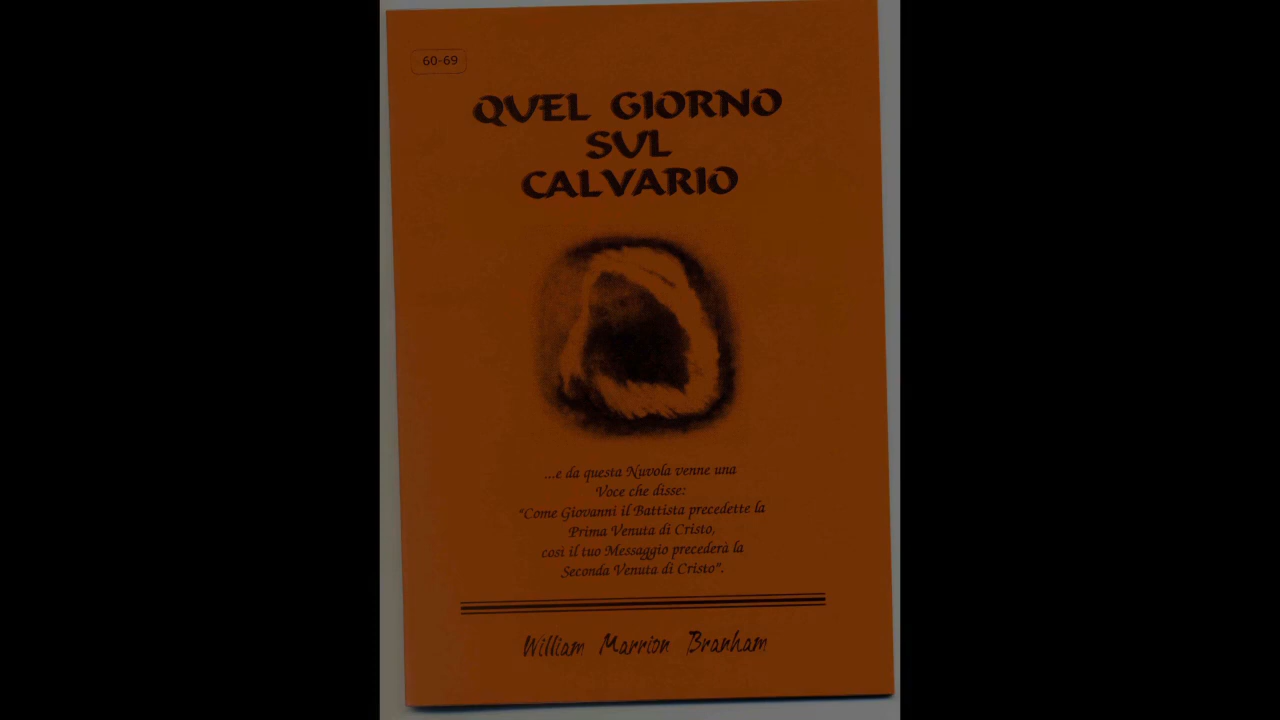 60-69
QUEL GIORNO
SUL
CALVARIO
...e da questa Nuvola venne una
Voce che disse:
"Come Giovanni il Battista precedette la
Prima Venuta di Cristo,
così il tuo Messaggio precederà la
Seconda Venuta di Cristo".
William Marrion Branham